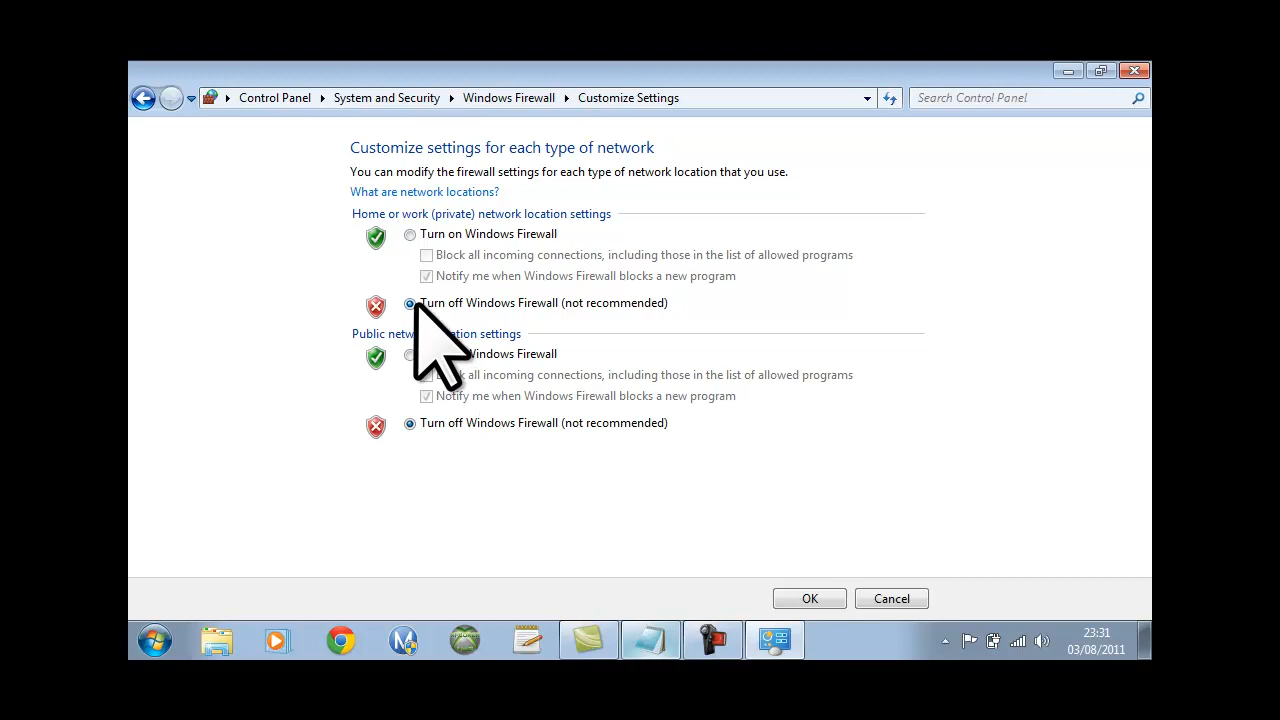 Control Panel System and Security Windows Firewall Customize Settings Search Control Panel
Customize settings for each type of network
You can modify the firewall settings for each type of network location that you use.
What are network locations?
Home or work (private) network location settings
Turn on Windows Firewall
Block all incoming connections, including those in the list of allowed programs
Notify me when Windows Firewall blocks a new program
Turn off Windows Firewall (not recommended)
Public settings
Windows Firewall
all incoming connections, including those in the list of allowed programs
Notify me when Windows Firewall blocks a new program
Turn off Windows Firewall (not recommended)
OK Cancel
23:31
03/08/2011